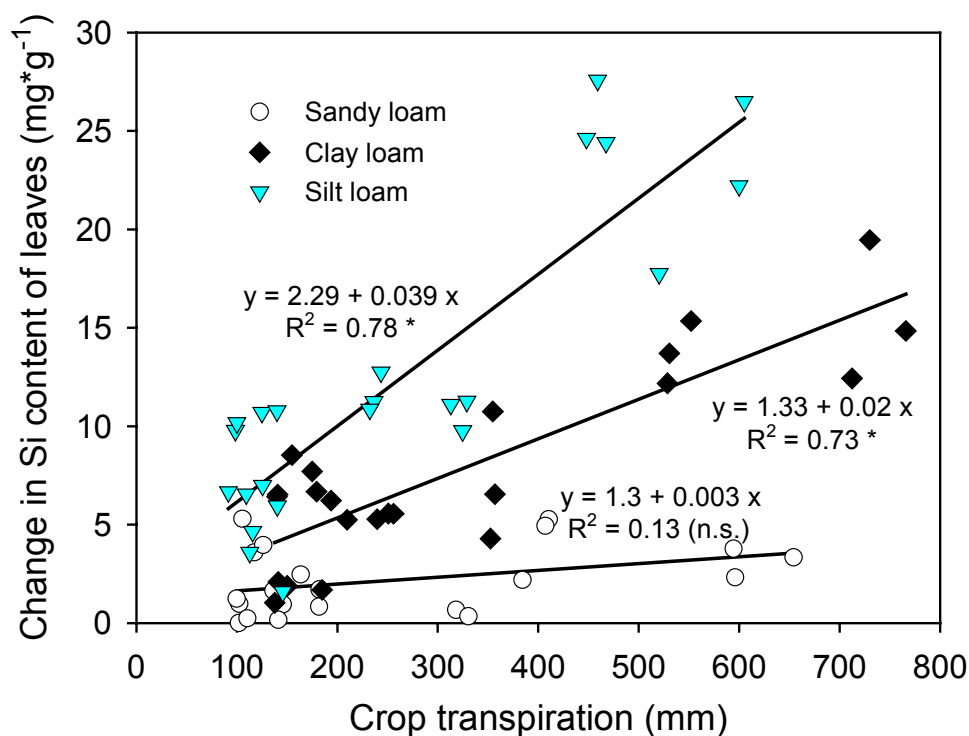 Change in Si content of leaves (mg*g⁻¹)
30
25
20
15
10
5
0
Sandy loam
Clay loam
Silt loam
y = 2.29 + 0.039 x
R² = 0.78 *
y = 1.33 + 0.02 x
R² = 0.73 *
y = 1.3 + 0.003 x
R² = 0.13 (n.s.)
0 100 200 300 400 500 600 700 800
Crop transpiration (mm)